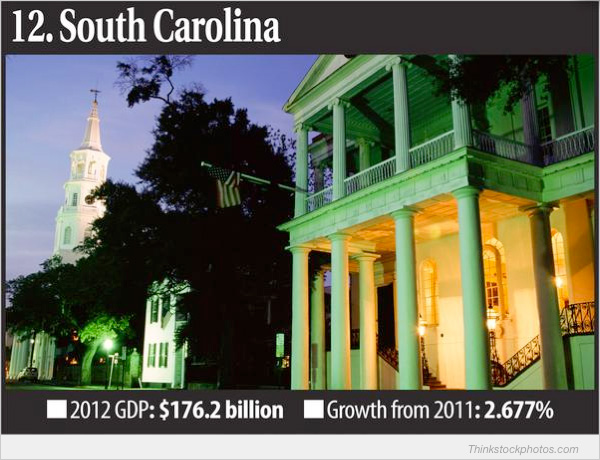 12. South Carolina
2012 GDP: $176.2 billion Growth from 2011: 2.677%
Thinkstockphotos.com